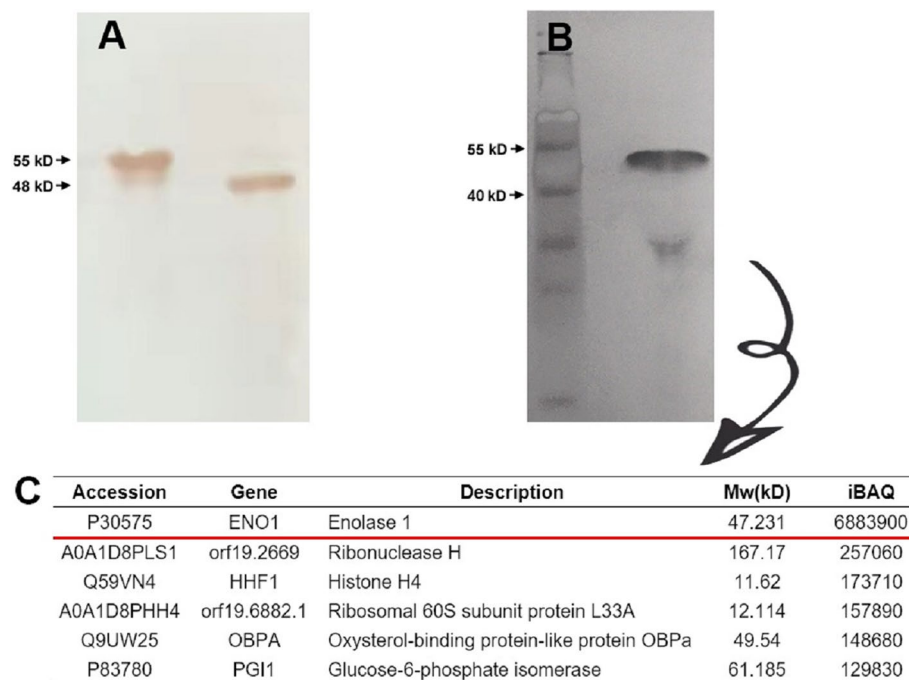 A
B
55 kD
48 kD
55 kD
40 kD
C
Accession Gene Description Mw(kD) iBAQ
P30575 ENO1 Enolase 1 47.231 6883900
A0A1D8PLS1 orf19.2669 Ribonuclease H 167.17 257060
Q59VN4 HHF1 Histone H4 11.62 173710
A0A1D8PHH4 orf19.6882.1 Ribosomal 60S subunit protein L33A 12.114 157890
Q9UW25 OBPA Oxysterol-binding protein-like protein OBPa 49.54 148680
P83780 PGI1 Glucose-6-phosphate isomerase 61.185 129830